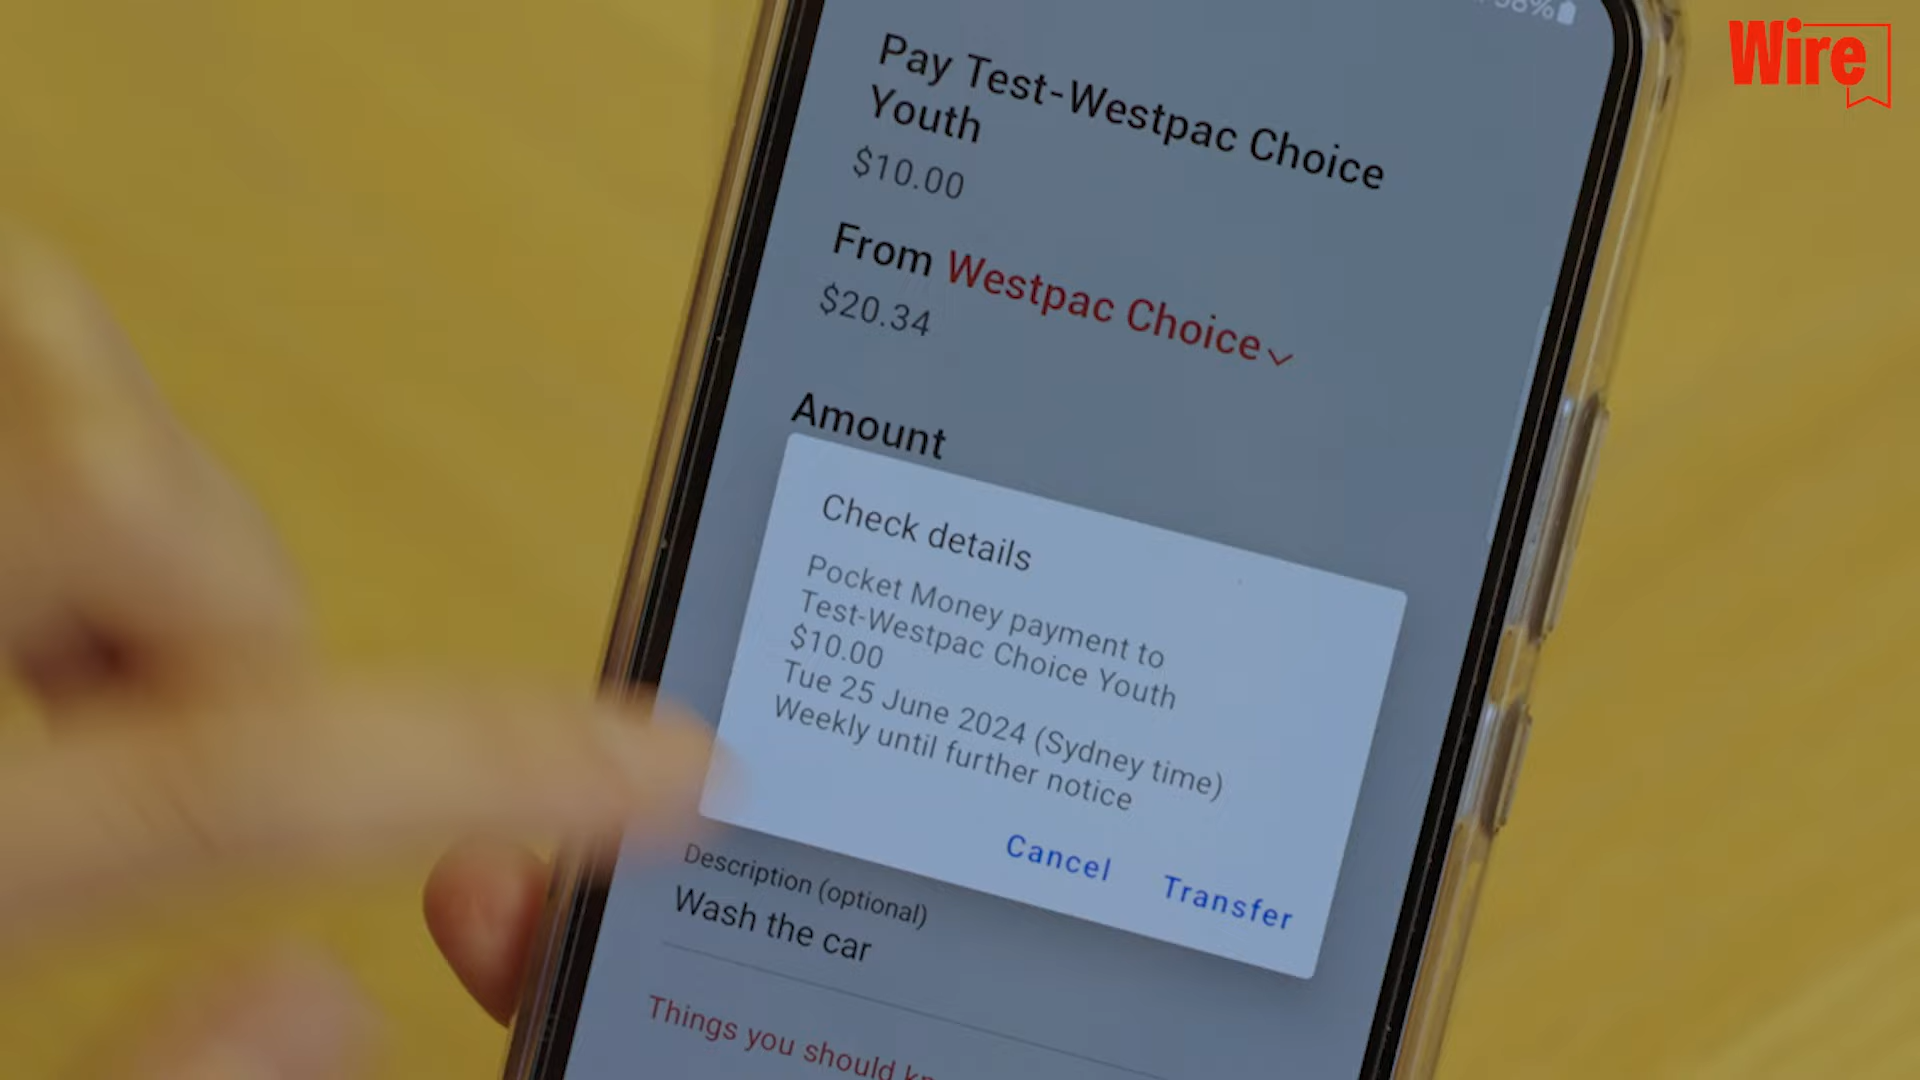 Wire
Pay Test-Westpac Choice
Youth
$10.00
From Westpac Choice
$20.34
Amount
Check details
Pocket Money payment to
Test-Westpac Choice Youth
$10.00
Tue 25 June 2024 (Sydney time)
Weekly until further notice
Cancel
Transfer
Description (optional)
Wash the car
Things you should